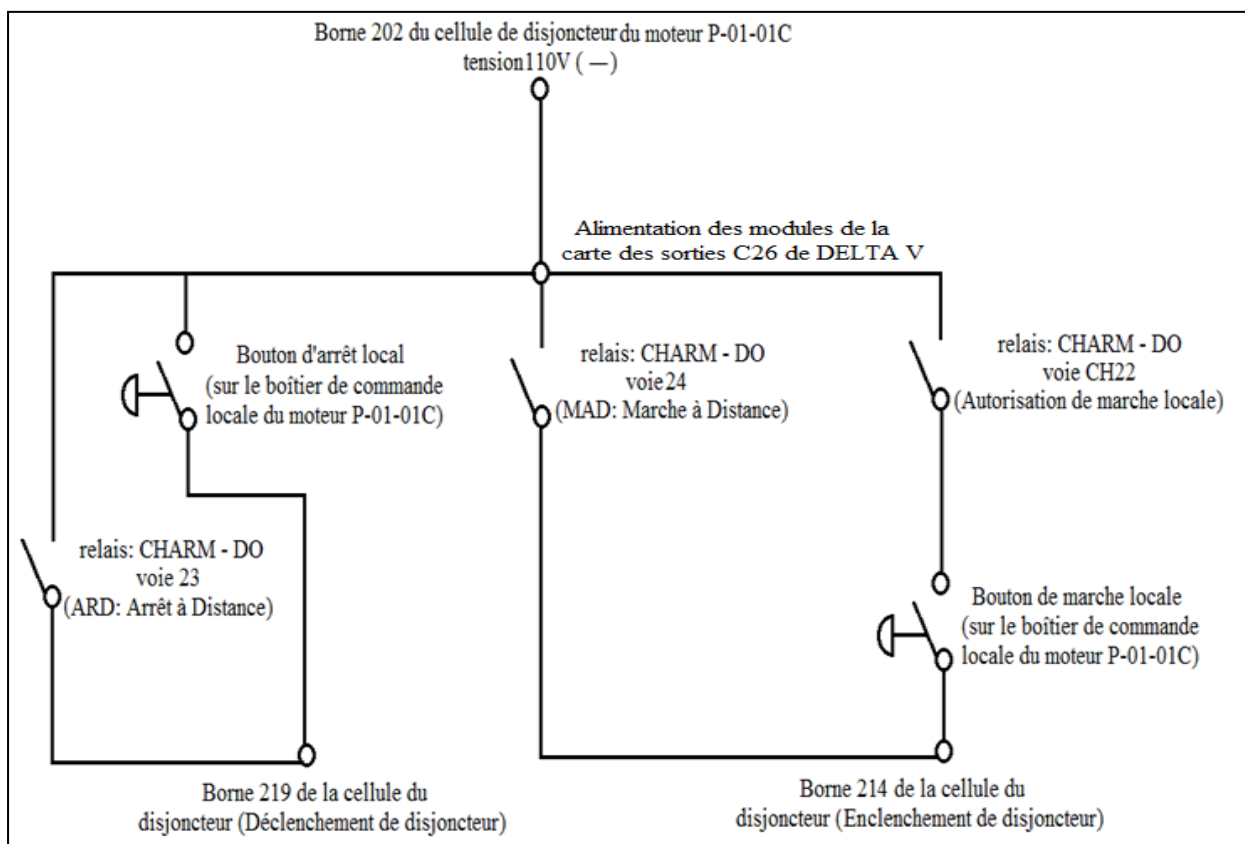 Borne 202 du cellule de disjoncteur du moteur P-01-01C
tension110V ( — )
Alimentation des modules de la
carte des sorties C26 de DELTA V
Bouton d'arrêt local
(sur le boîtier de commande
locale du moteur P-01-01C)
relais: CHARM - DO
voie 24
(MAD: Marche à Distance)
relais: CHARM - DO
voie CH22
(Autorisation de marche locale)
relais: CHARM - DO
voie 23
(ARD: Arrêt à Distance)
Bouton de marche locale
(sur le boîtier de commande
locale du moteur P-01-01C)
Borne 219 de la cellule du
disjoncteur (Déclenchement de disjoncteur)
Borne 214 de la cellule du
disjoncteur (Enclenchement de disjoncteur)